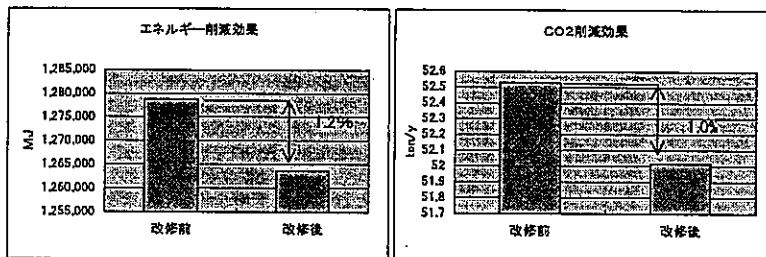 エネルギー削減効果
1,285,000
1,280,000
1,275,000
1,270,000
1,265,000
1,260,000
1,255,000
MJ
1.2%
改修前
改修後
CO2削減効果
52.6
52.5
52.4
52.3
52.2
52.1
52
51.9
51.8
51.7
ton/y
1.0%
改修前
改修後